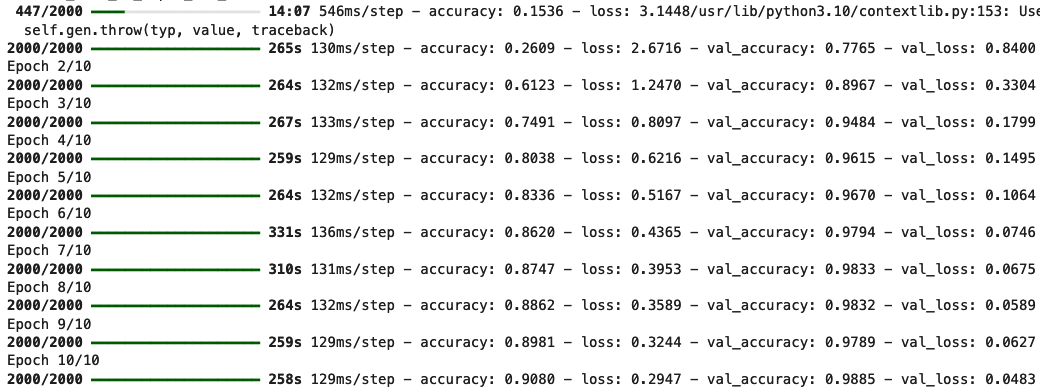 447/2000 14:07 546ms/step - accuracy: 0.1536 - loss: 3.1448/usr/lib/python3.10/contextlib.py:153: Use
self.gen.throw(typ, value, traceback)
2000/2000 265s 130ms/step - accuracy: 0.2609 - loss: 2.6716 - val_accuracy: 0.7765 - val_loss: 0.8400
Epoch 2/10
2000/2000 264s 132ms/step - accuracy: 0.6123 - loss: 1.2470 - val_accuracy: 0.8967 - val_loss: 0.3304
Epoch 3/10
2000/2000 267s 133ms/step - accuracy: 0.7491 - loss: 0.8097 - val_accuracy: 0.9484 - val_loss: 0.1799
Epoch 4/10
2000/2000 259s 129ms/step - accuracy: 0.8038 - loss: 0.6216 - val_accuracy: 0.9615 - val_loss: 0.1495
Epoch 5/10
2000/2000 264s 132ms/step - accuracy: 0.8336 - loss: 0.5167 - val_accuracy: 0.9670 - val_loss: 0.1064
Epoch 6/10
2000/2000 331s 136ms/step - accuracy: 0.8620 - loss: 0.4365 - val_accuracy: 0.9794 - val_loss: 0.0746
Epoch 7/10
2000/2000 310s 131ms/step - accuracy: 0.8747 - loss: 0.3953 - val_accuracy: 0.9833 - val_loss: 0.0675
Epoch 8/10
2000/2000 264s 132ms/step - accuracy: 0.8862 - loss: 0.3589 - val_accuracy: 0.9832 - val_loss: 0.0589
Epoch 9/10
2000/2000 259s 129ms/step - accuracy: 0.8981 - loss: 0.3244 - val_accuracy: 0.9789 - val_loss: 0.0627
Epoch 10/10
2000/2000 258s 129ms/step - accuracy: 0.9080 - loss: 0.2947 - val_accuracy: 0.9885 - val_loss: 0.0483